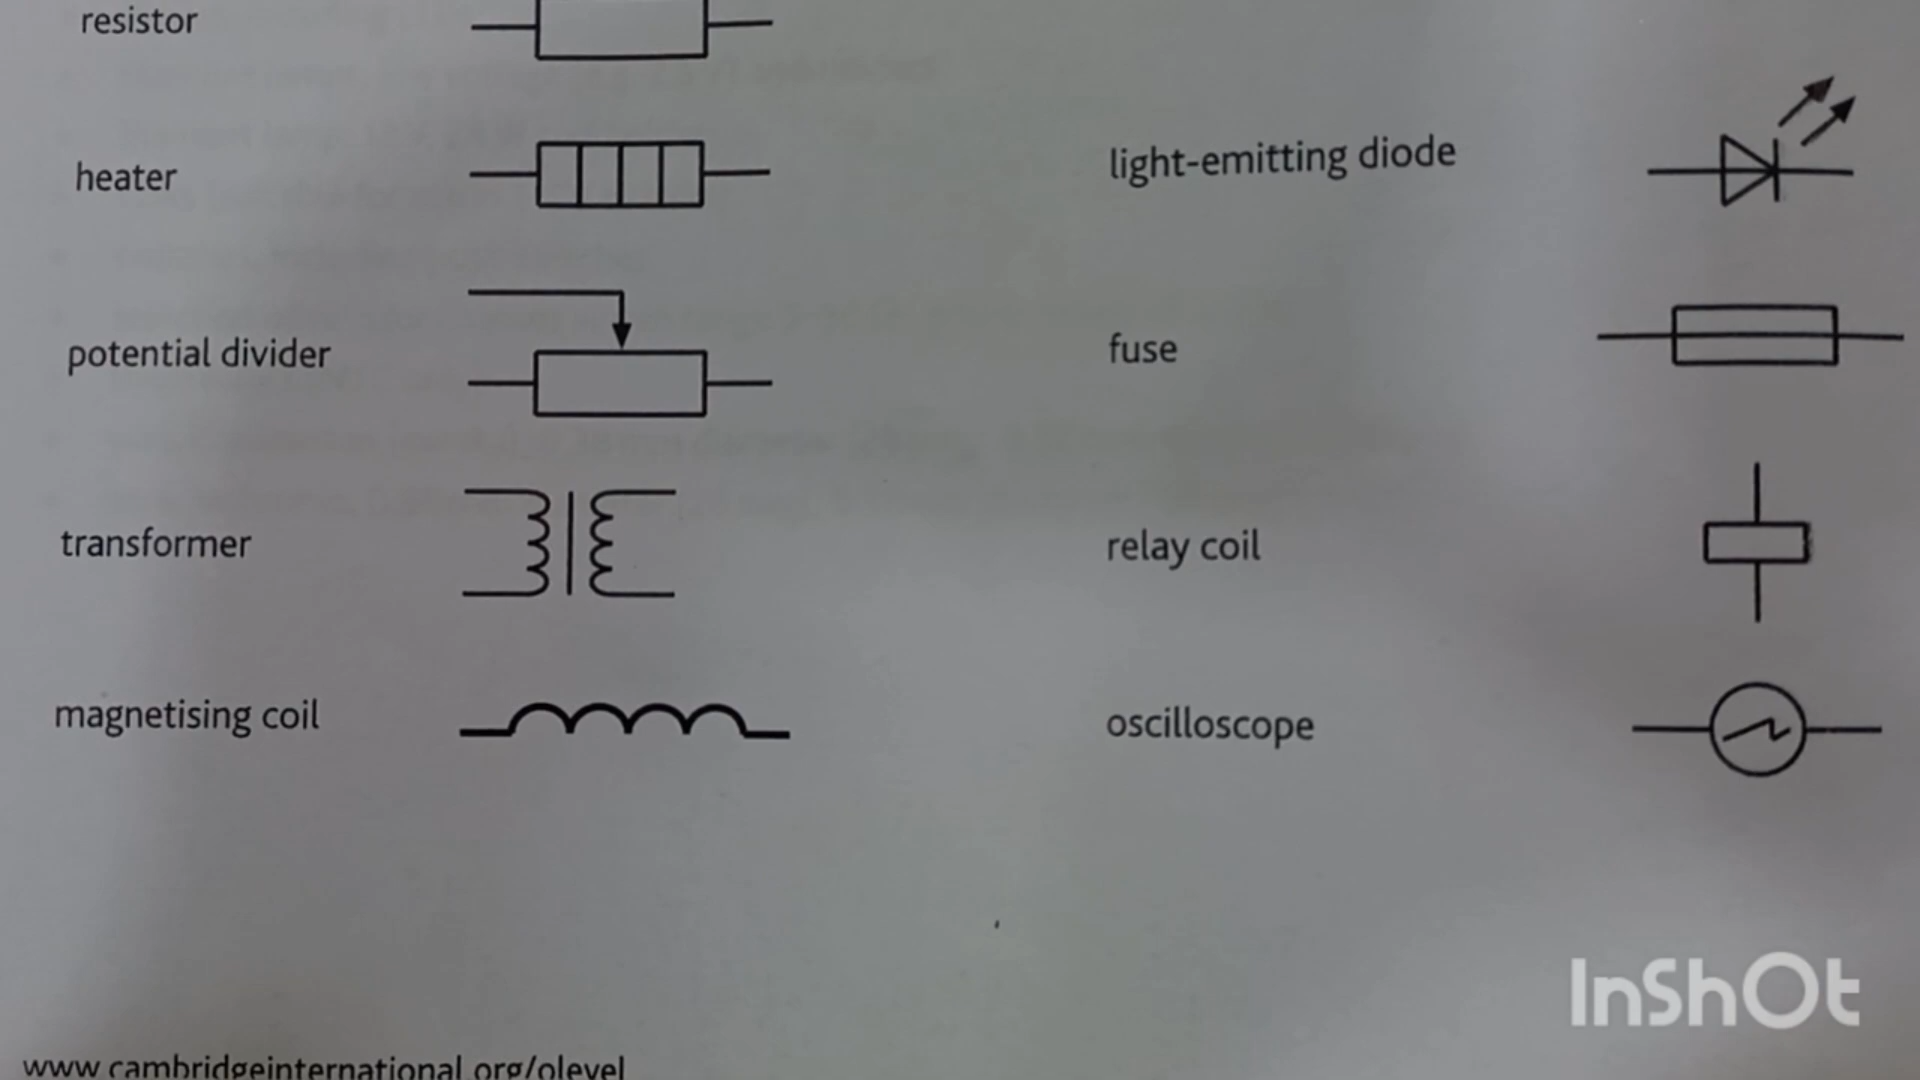 resistor
heater
potential divider
transformer
magnetising coil
light-emitting diode
fuse
relay coil
oscilloscope
www.cambridgeinternational.org/olevel
InShOt